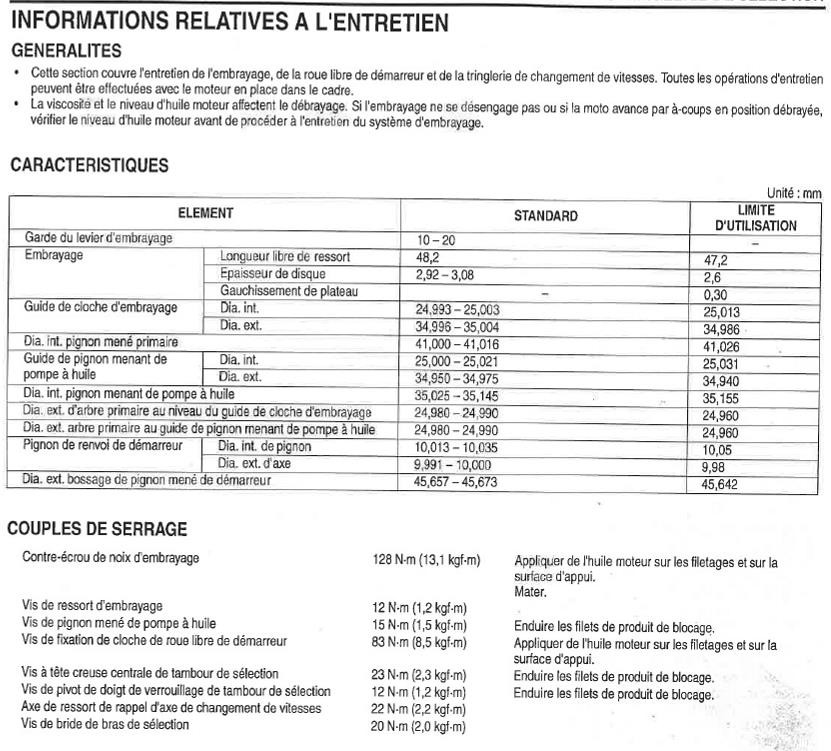 INFORMATIONS RELATIVES A L'ENTRETIEN
GENERALITES
• Cette section couvre l'entretien de l'embrayage, de la roue libre de démarreur et de la tringlerie de changement de vitesses. Toutes les opérations d'entretien
peuvent être effectuées avec le moteur en place dans le cadre.
• La viscosité et le niveau d'huile moteur affectent le débrayage. Si l'embrayage ne se désengage pas ou si la moto avance par à-coups en position débrayée,
vérifier le niveau d'huile moteur avant de procéder à l'entretien du système d'embrayage.
CARACTERISTIQUES
Unité : mm
ELEMENT STANDARD LIMITE
D'UTILISATION
Garde du levier d'embrayage 10 – 20 –
Embrayage Longueur libre de ressort 48,2 47,2
Epaisseur de disque 2,92 – 3,08 2,6
Gauchissement de plateau – 0,30
Guide de cloche d'embrayage Dia. int. 24,993 – 25,003 25,013
Dia. ext. 34,996 – 35,004 34,986
Dia. int. pignon mené primaire 41,000 – 41,016 41,026
Guide de pignon menant de Dia. int. 25,000 – 25,021 25,031
pompe à huile Dia. ext. 34,950 – 34,975 34,940
Dia. int. pignon menant de pompe à huile 35,025 – 35,145 35,155
Dia. ext. d'arbre primaire au niveau du guide de cloche d'embrayage 24,980 – 24,990 24,960
Dia. ext. arbre primaire au guide de pignon menant de pompe à huile 24,980 – 24,990 24,960
Pignon de renvoi de démarreur Dia. int. de pignon 10,013 – 10,035 10,05
Dia. ext. d'axe 9,991 – 10,000 9,98
Dia. ext. bossage de pignon mené de démarreur 45,657 – 45,673 45,642
COUPLES DE SERRAGE
Contre-écrou de noix d'embrayage 128 N·m (13,1 kgf·m) Appliquer de l'huile moteur sur les filetages et sur la
surface d'appui.
Mater.
Vis de ressort d'embrayage 12 N·m (1,2 kgf·m)
Vis de pignon mené de pompe à huile 15 N·m (1,5 kgf·m) Enduire les filets de produit de blocage.
Vis de fixation de cloche de roue libre de démarreur 83 N·m (8,5 kgf·m) Appliquer de l'huile moteur sur les filetages et sur la
surface d'appui.
Vis à tête creuse centrale de tambour de sélection 23 N·m (2,3 kgf·m) Enduire les filets de produit de blocage.
Vis de pivot de doigt de verrouillage de tambour de sélection 12 N·m (1,2 kgf·m) Enduire les filets de produit de blocage.
Axe de ressort de rappel d'axe de changement de vitesses 22 N·m (2,2 kgf·m)
Vis de bride de bras de sélection 20 N·m (2,0 kgf·m)